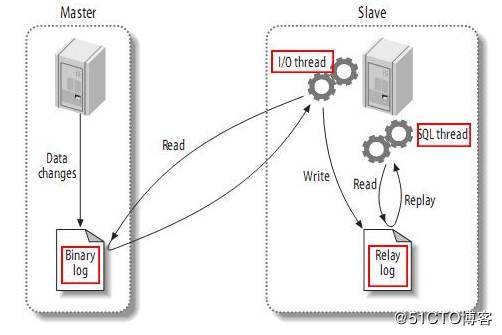 Master
Slave
I/O thread
SQL thread
Data
changes
Read
Write
Read
Replay
Binary
log
Relay
log
@51CTO博客